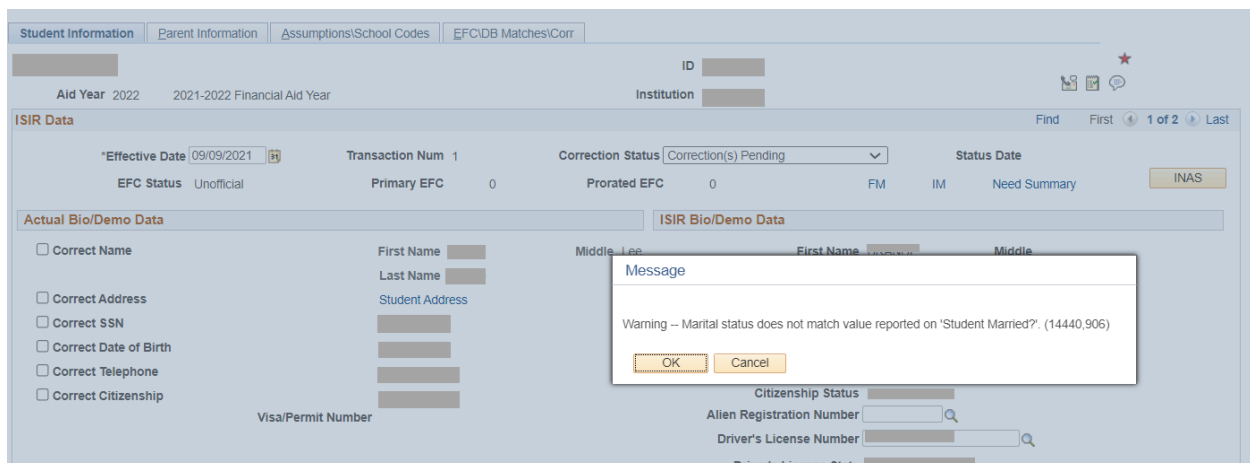 Student Information Parent Information Assumptions\School Codes EFC\DB Matches\Corr
ID
Aid Year 2022 2021-2022 Financial Aid Year Institution
ISIR Data Find First 1 of 2 Last
*Effective Date 09/09/2021 31 Transaction Num 1 Correction Status Correction(s) Pending Status Date
EFC Status Unofficial Primary EFC 0 Prorated EFC 0 FM IM Need Summary INAS
Actual Bio/Demo Data ISIR Bio/Demo Data
Correct Name First Name Middle Lee First Name Middle
Last Name
Correct Address Student Address
Correct SSN
Correct Date of Birth
Correct Telephone
Correct Citizenship
Visa/Permit Number
Message
Warning -- Marital status does not match value reported on 'Student Married?'. (14440,906)
OK Cancel
Citizenship Status
Alien Registration Number
Driver's License Number